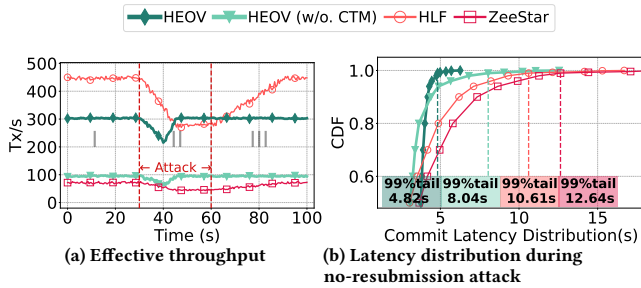 HEOV HEOV (w/o. CTM) HLF ZeeStar
Tx/s
500
400
300
200
100
0
Attack
0 20 40 60 80 100
Time (s)
(a) Effective throughput
CDF
1.0
0.8
0.6
99%tail 99%tail 99%tail 99%tail
4.82s 8.04s 10.61s 12.64s
5 10 15
Commit Latency Distribution(s)
(b) Latency distribution during
no-resubmission attack